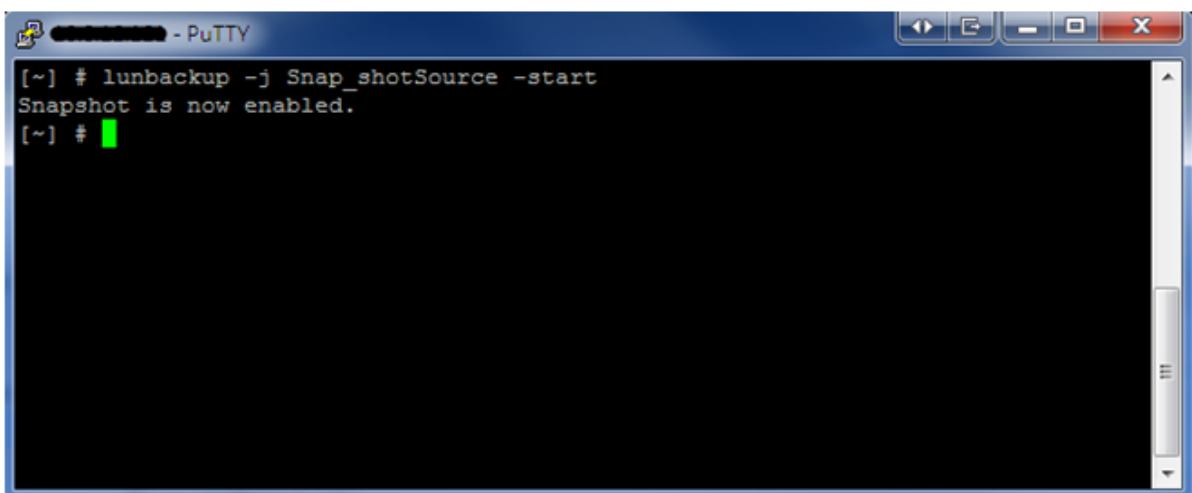 - PuTTY
[~] # lunbackup -j Snap_shotSource -start
Snapshot is now enabled.
[~] #